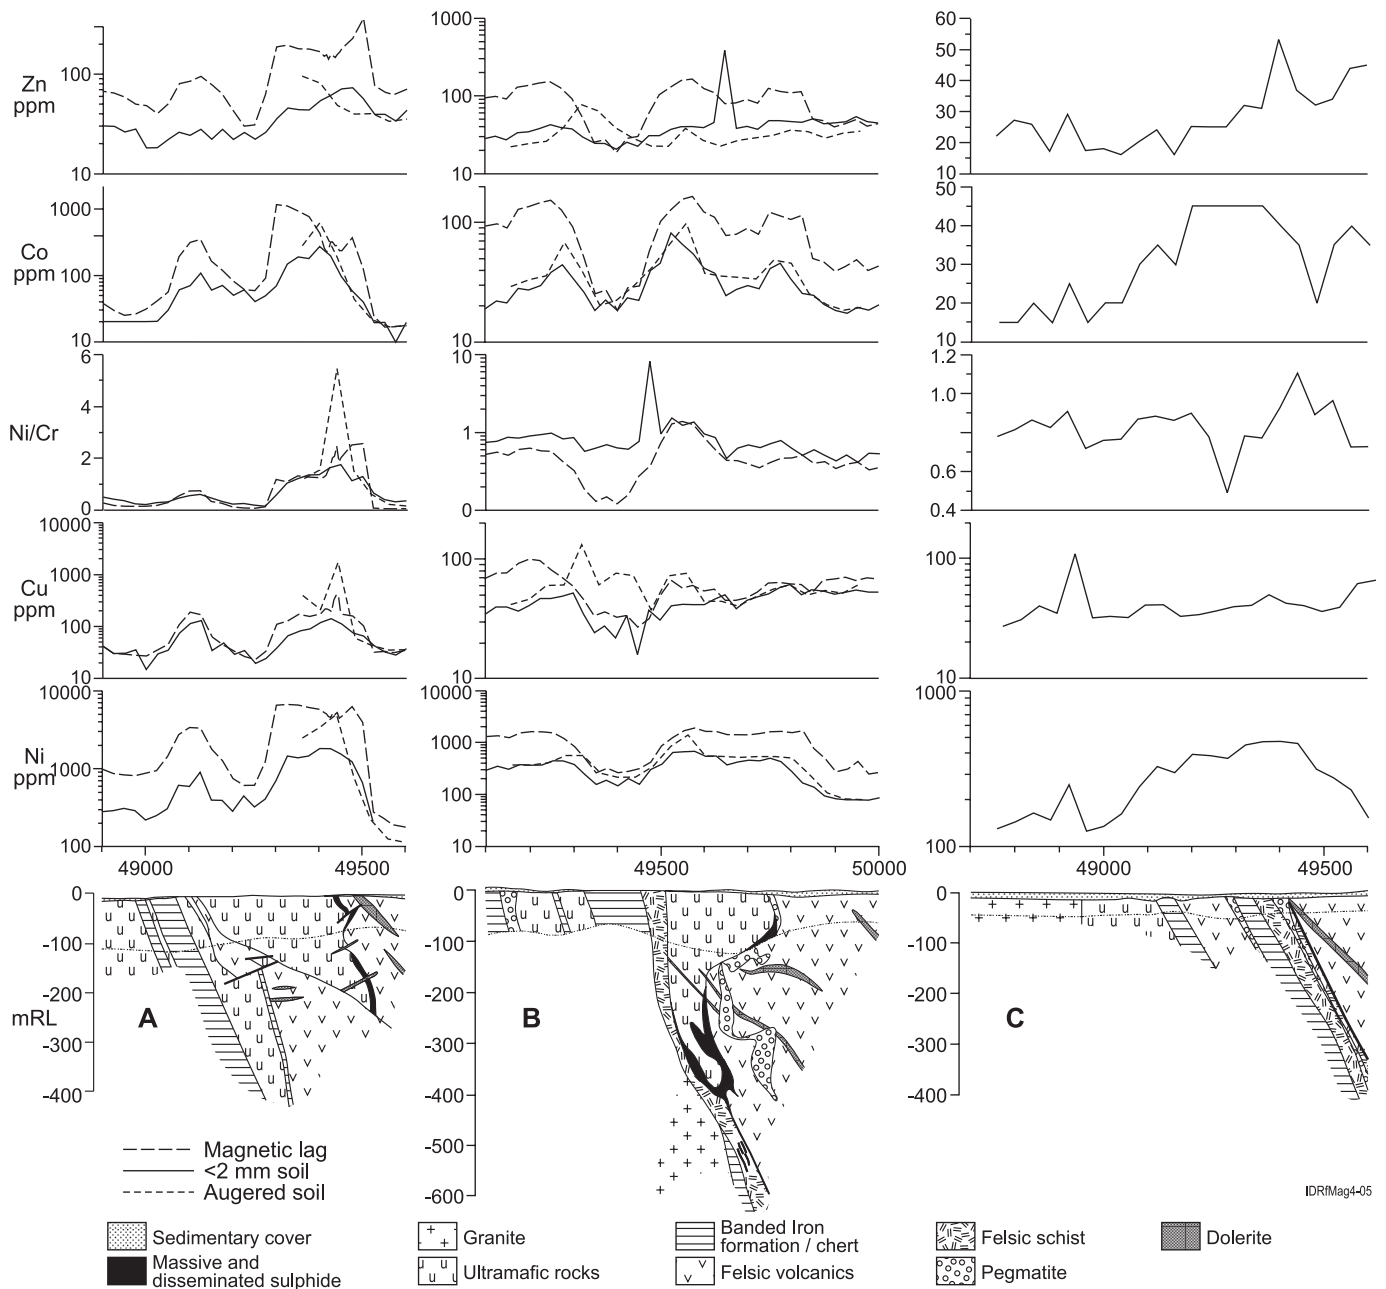 Zn
ppm
100
10
1000
100
10
60
50
40
30
20
10
Co
ppm
1000
100
10
100
10
50
45
40
30
20
10
Ni/Cr
6
4
2
0
10
1
0
1.2
1.0
0.8
0.6
0.4
Cu
ppm
10000
1000
100
10
100
10
100
10
Ni
ppm
10000
1000
100
10000
1000
100
10
1000
100
49000
49500
49500
50000
49000
49500
mRL
0
-100
-200
-300
-400
A
0
-100
-200
-300
-400
-500
-600
B
0
-100
-200
-300
-400
C
Magnetic lag
<2 mm soil
Augered soil
IDRfMag4-05
Sedimentary cover
Massive and
disseminated sulphide
Granite
Ultramafic rocks
Banded Iron
formation / chert
Felsic volcanics
Felsic schist
Pegmatite
Dolerite